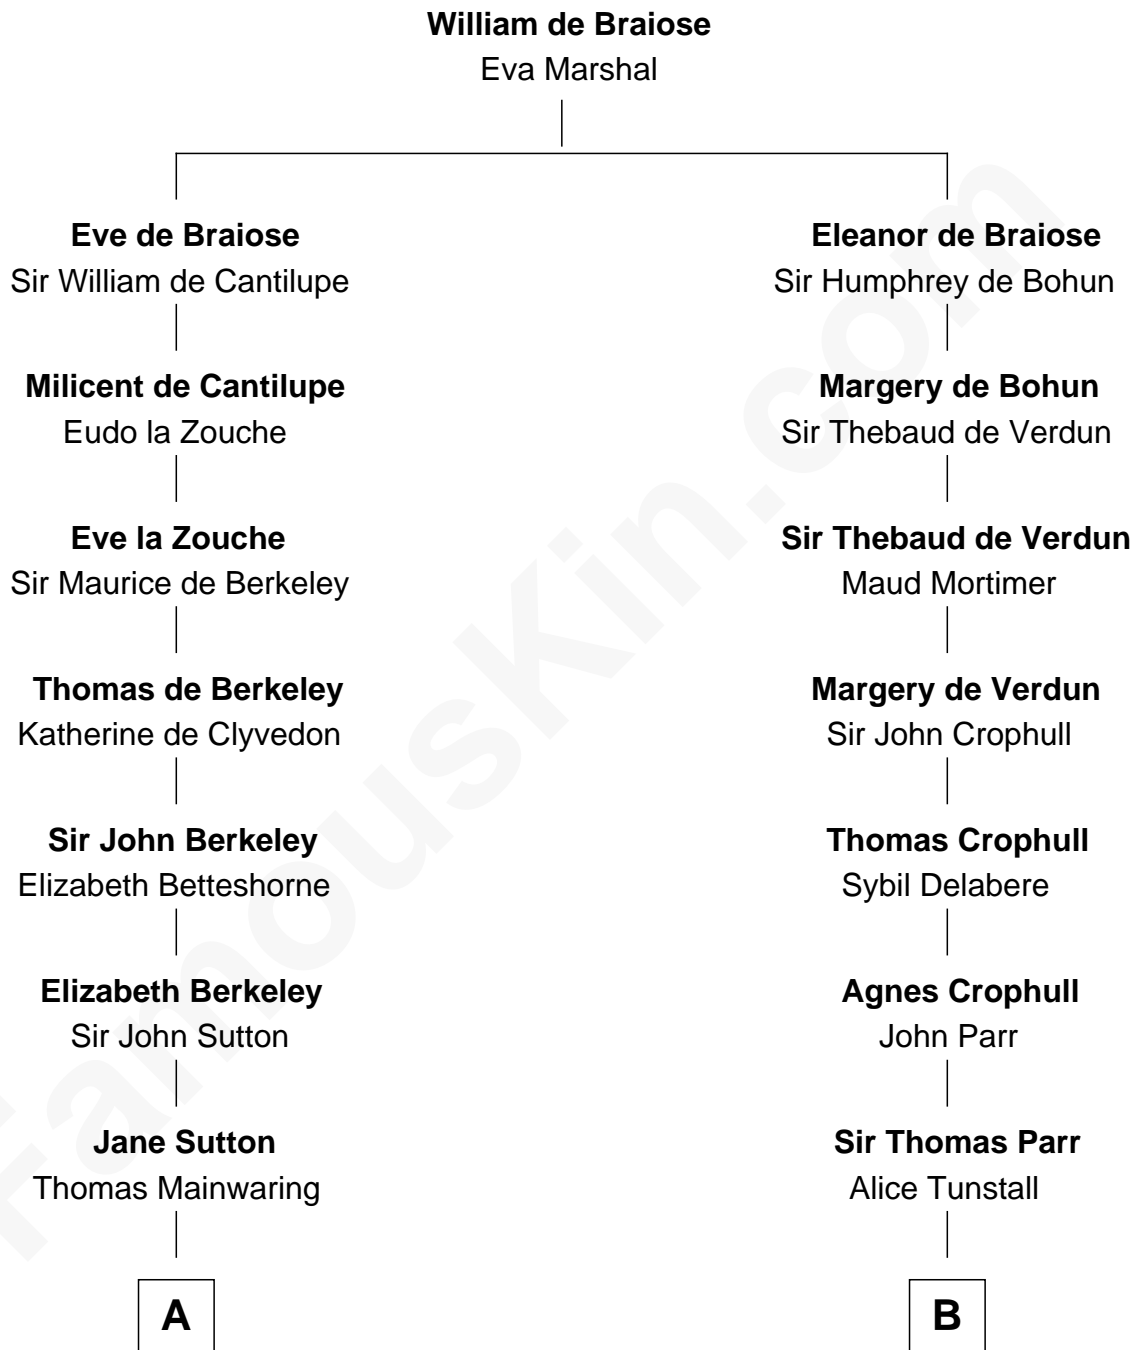 William de Braiose
Eva Marshal
Eve de Braiose
Sir William de Cantilupe
Eleanor de Braiose
Sir Humphrey de Bohun
Milicent de Cantilupe
Eudo la Zouche
Margery de Bohun
Sir Thebaud de Verdun
Eve la Zouche
Sir Maurice de Berkeley
Sir Thebaud de Verdun
Maud Mortimer
Thomas de Berkeley
Katherine de Clyvedon
Margery de Verdun
Sir John Crophull
Sir John Berkeley
Elizabeth Betteshorne
Thomas Crophull
Sybil Delabere
Elizabeth Berkeley
Sir John Sutton
Agnes Crophull
John Parr
Jane Sutton
Thomas Mainwaring
Sir Thomas Parr
Alice Tunstall
A
B
FamousKin.com